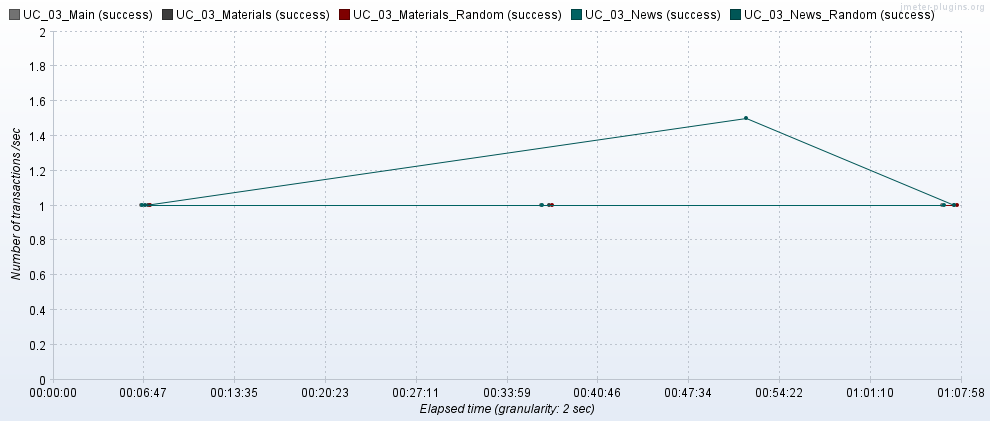 UC_03_Main (success) UC_03_Materials (success) UC_03_Materials_Random (success) UC_03_News (success) UC_03_News_Random (success)
jmeter-plugins.org
2
1.8
1.6
1.4
1.2
1
0.8
0.6
0.4
0.2
0
Number of transactions /sec
00:00:00 00:06:47 00:13:35 00:20:23 00:27:11 00:33:59 00:40:46 00:47:34 00:54:22 01:01:10 01:07:58
Elapsed time (granularity: 2 sec)